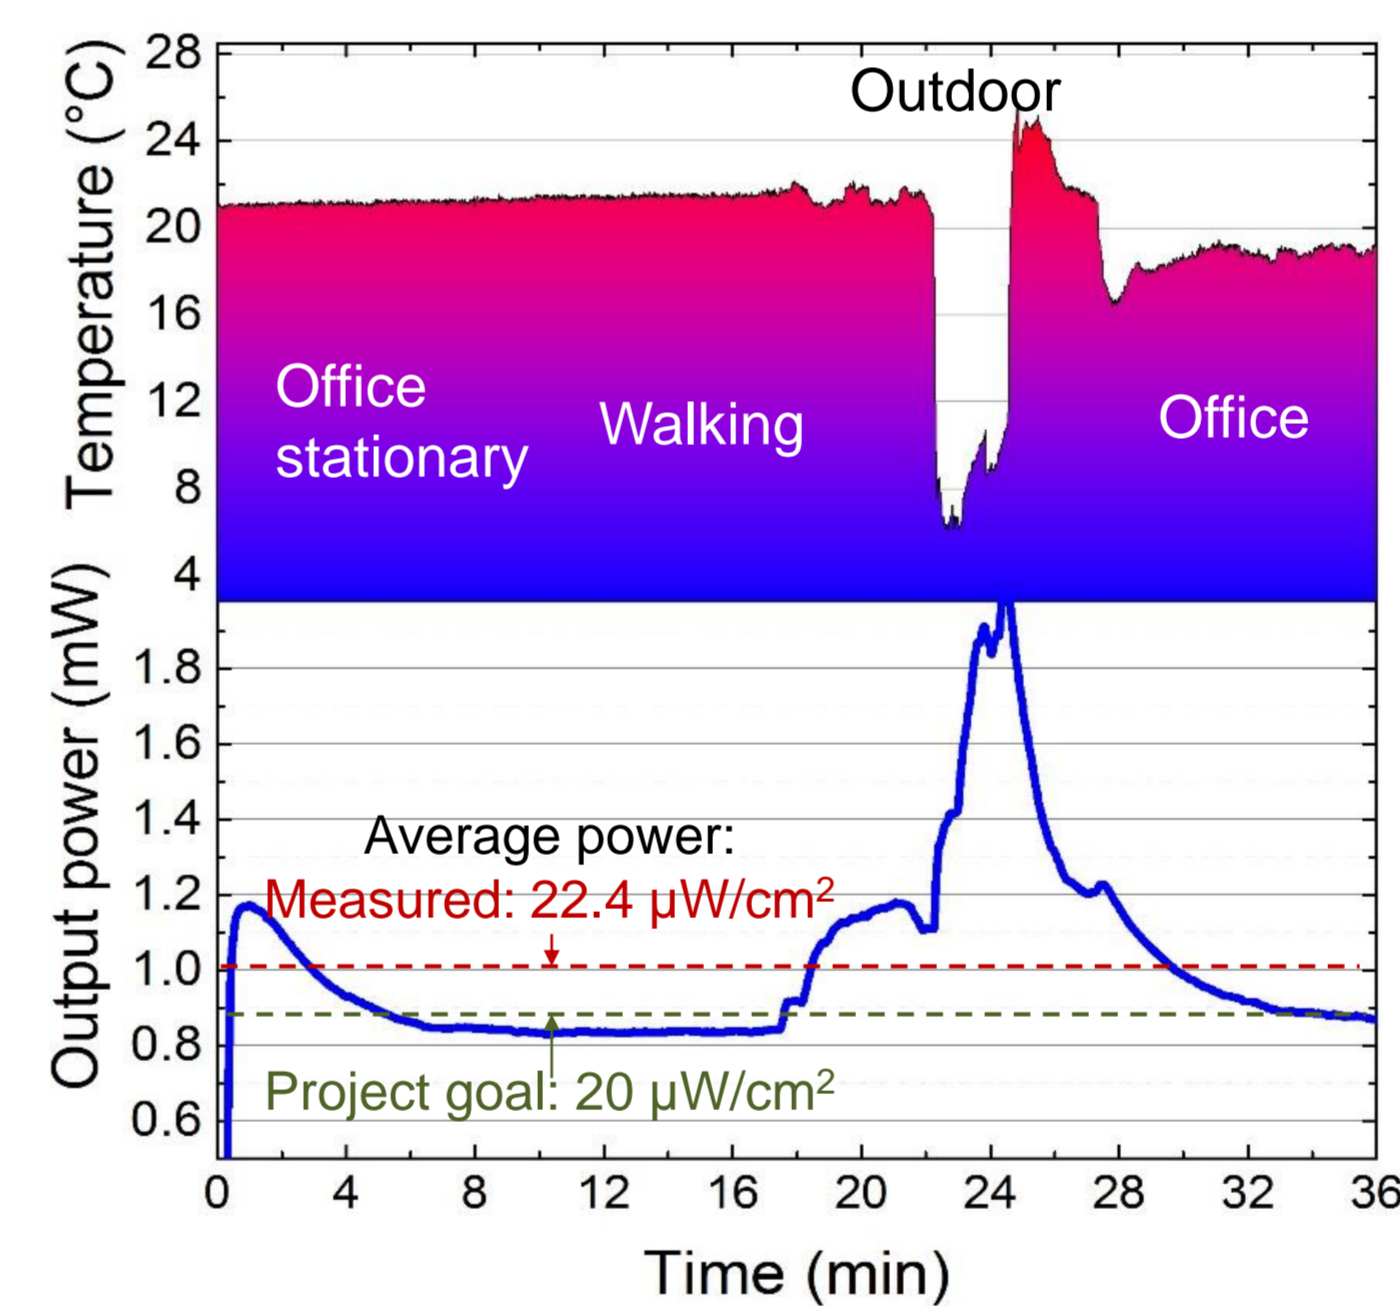 Temperature (°C)
28
24
20
16
12
8
4
Outdoor
Office
stationary
Walking
Office
Output power (mW)
1.8
1.6
1.4
1.2
1.0
0.8
0.6
Average power:
Measured: 22.4 µW/cm²
Project goal: 20 µW/cm²
0 4 8 12 16 20 24 28 32 36
Time (min)